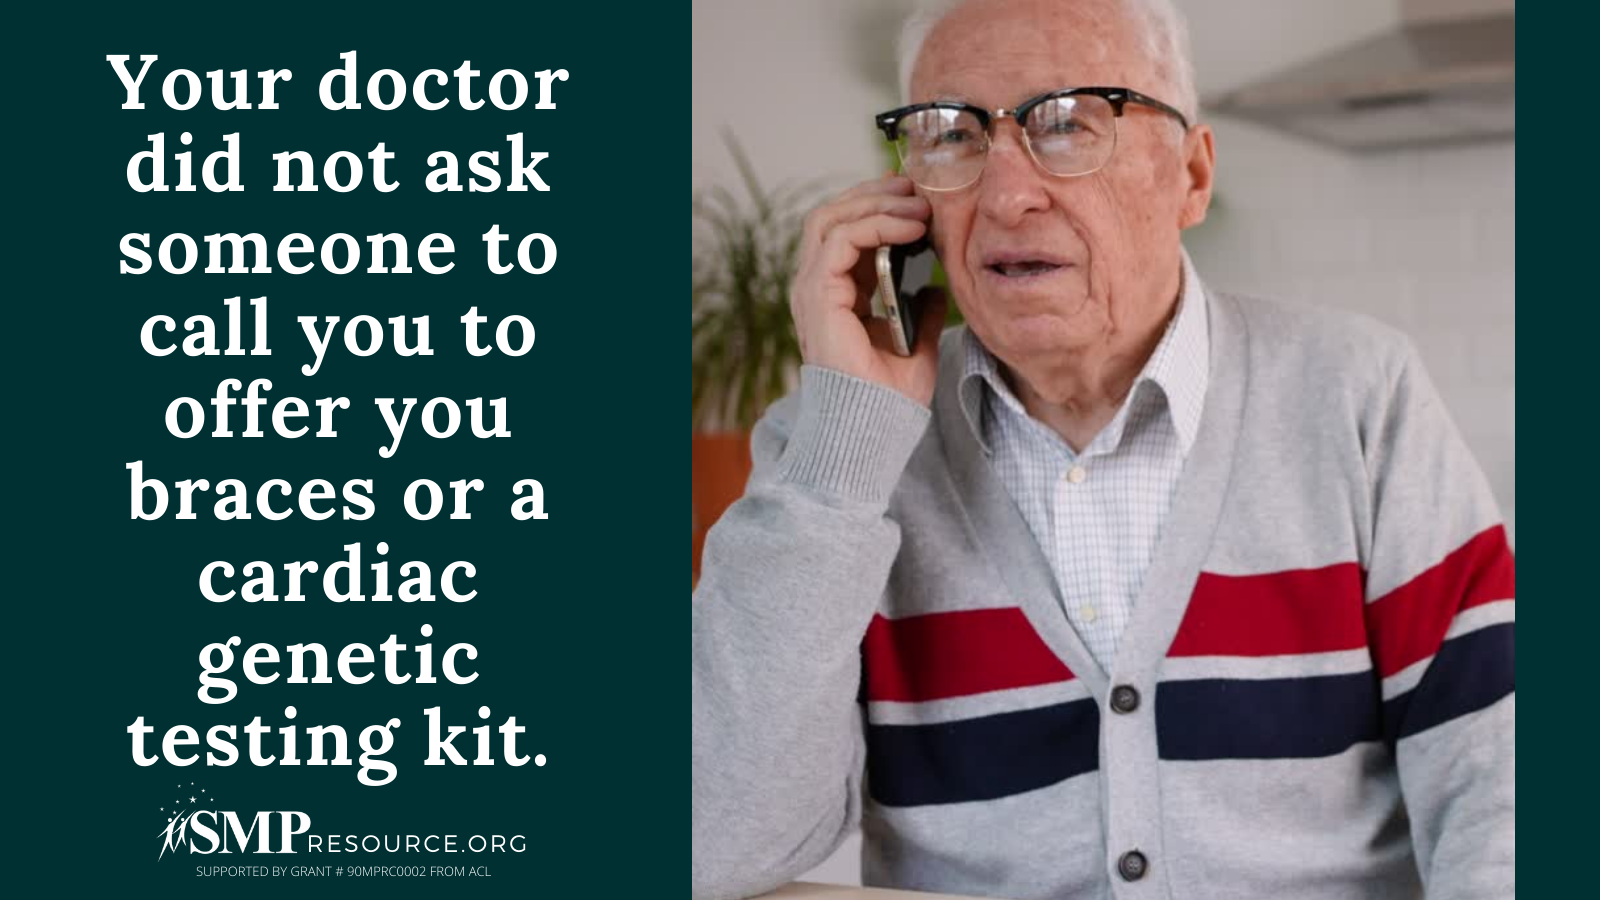 Your doctor
did not ask
someone to
call you to
offer you
braces or a
cardiac
genetic
testing kit.
SMPRESOURCE.ORG
SUPPORTED BY GRANT # 90MPRC0002 FROM ACL